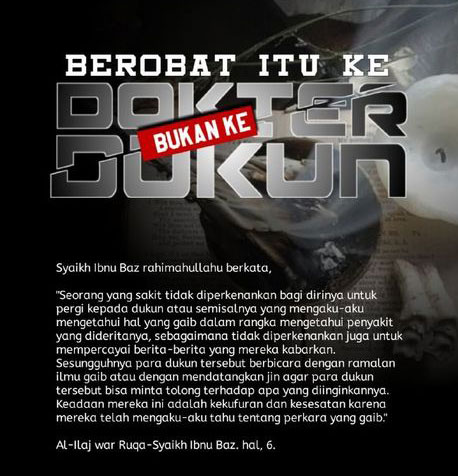 BEROBAT ITU KE
DOKTER
BUKAN KE
DUKUN
Syaikh Ibnu Baz rahimahullahu berkata,
"Seorang yang sakit tidak diperkenankan bagi dirinya untuk
pergi kepada dukun atau semisalnya yang mengaku-aku
mengetahui hal yang gaib dalam rangka mengetahui penyakit
yang dideritanya, sebagaimana tidak diperkenankan juga untuk
mempercayai berita-berita yang mereka kabarkan.
Sesungguhnya para dukun tersebut berbicara dengan ramalan
ilmu gaib atau dengan mendatangkan jin agar para dukun
tersebut bisa minta tolong terhadap apa yang diinginkannya.
Keadaan mereka ini adalah kekufuran dan kesesatan karena
mereka telah mengaku-aku tahu tentang perkara yang gaib."
Al-Ilaj war Ruqa-Syaikh Ibnu Baz. hal, 6.